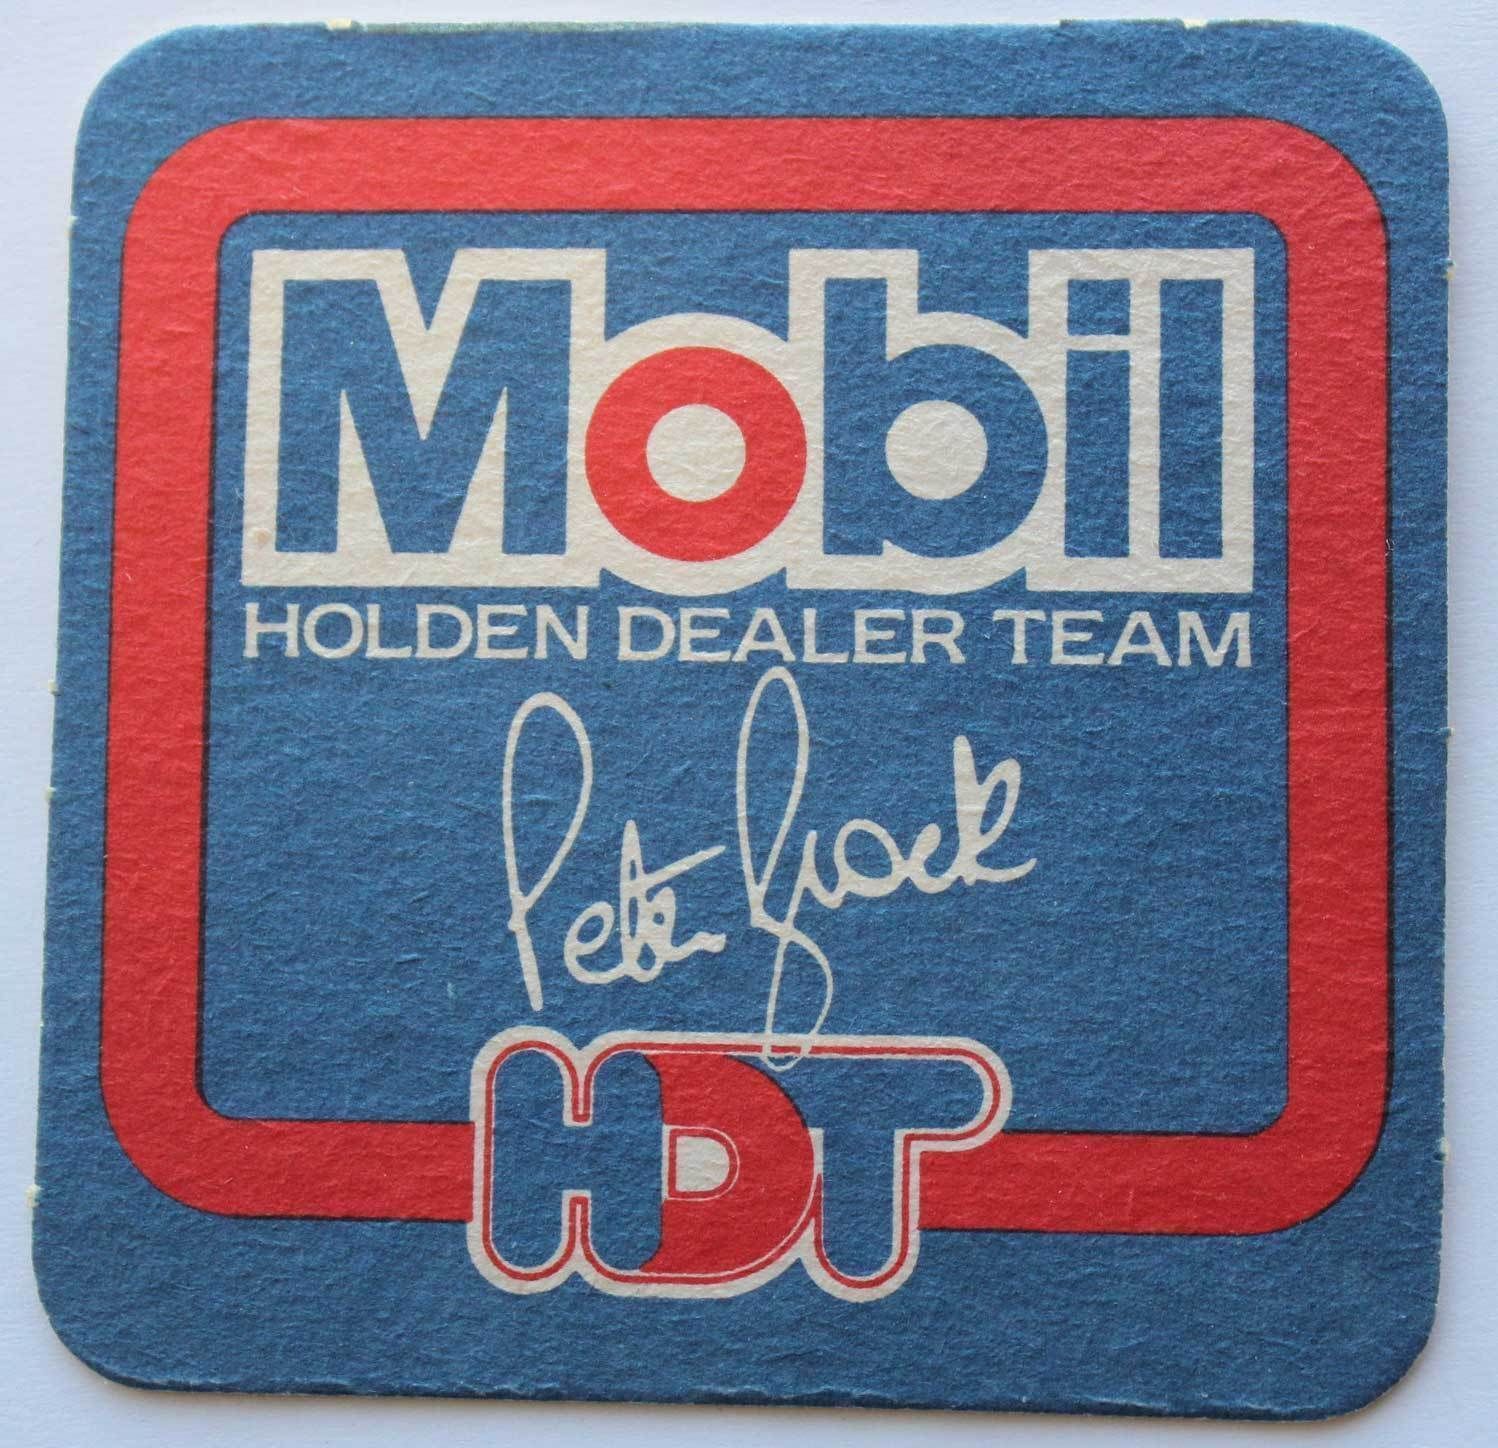 Mobil
HOLDEN DEALER TEAM
Peter Brock
HDT